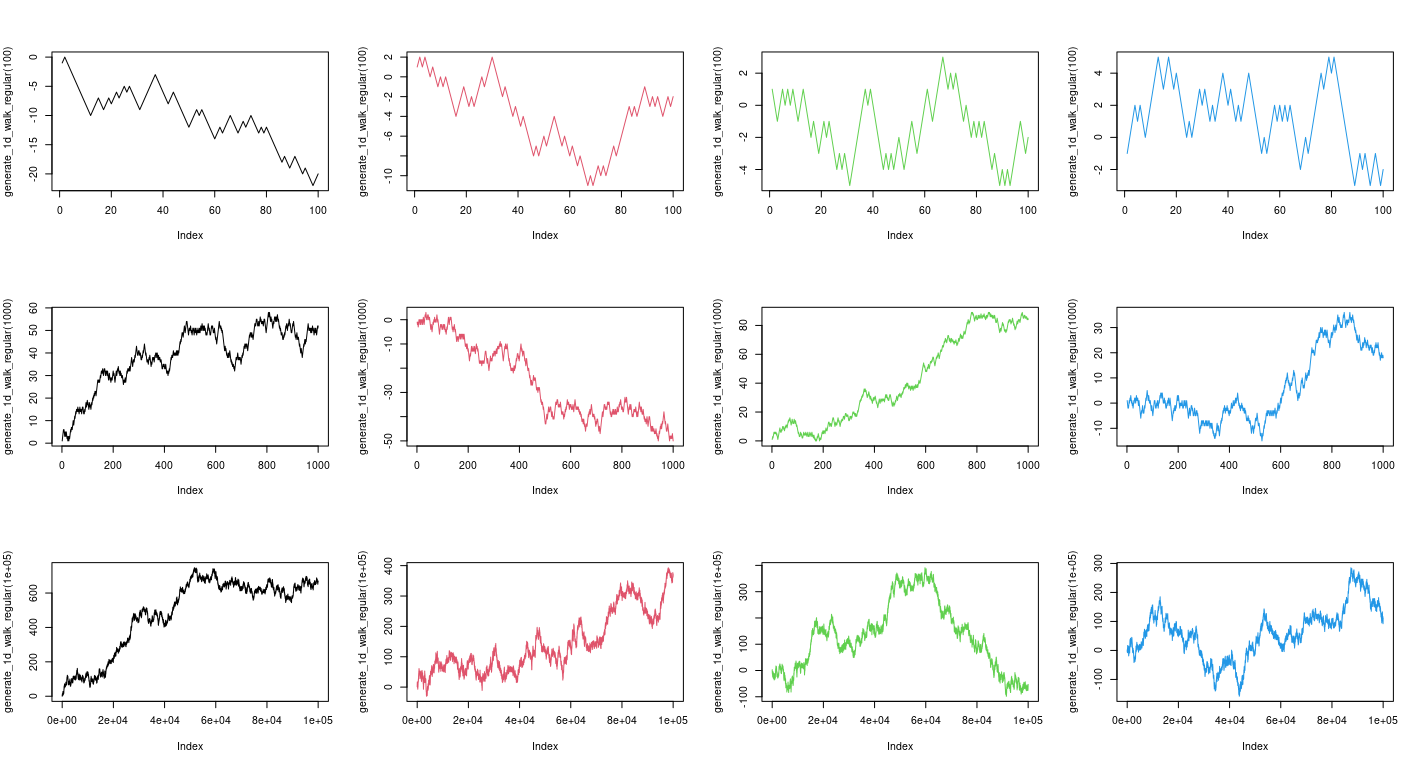 generate_1d_walk_regular(100)
0
-5
-10
-15
-20
0 20 40 60 80 100
Index
generate_1d_walk_regular(100)
2
0
-2
-4
-6
-10
0 20 40 60 80 100
Index
generate_1d_walk_regular(100)
2
0
-2
-4
0 20 40 60 80 100
Index
generate_1d_walk_regular(100)
4
2
0
-2
0 20 40 60 80 100
Index
generate_1d_walk_regular(1000)
60
50
40
30
20
10
0
0 200 400 600 800 1000
Index
generate_1d_walk_regular(1000)
0
-10
-30
-50
0 200 400 600 800 1000
Index
generate_1d_walk_regular(1000)
80
60
40
20
0
0 200 400 600 800 1000
Index
generate_1d_walk_regular(1000)
30
20
10
0
-10
0 200 400 600 800 1000
Index
generate_1d_walk_regular(1e+05)
600
400
200
0
0e+00 2e+04 4e+04 6e+04 8e+04 1e+05
Index
generate_1d_walk_regular(1e+05)
400
300
200
100
0
0e+00 2e+04 4e+04 6e+04 8e+04 1e+05
Index
generate_1d_walk_regular(1e+05)
300
100
0
-100
0e+00 2e+04 4e+04 6e+04 8e+04 1e+05
Index
generate_1d_walk_regular(1e+05)
300
200
100
0
-100
0e+00 2e+04 4e+04 6e+04 8e+04 1e+05
Index